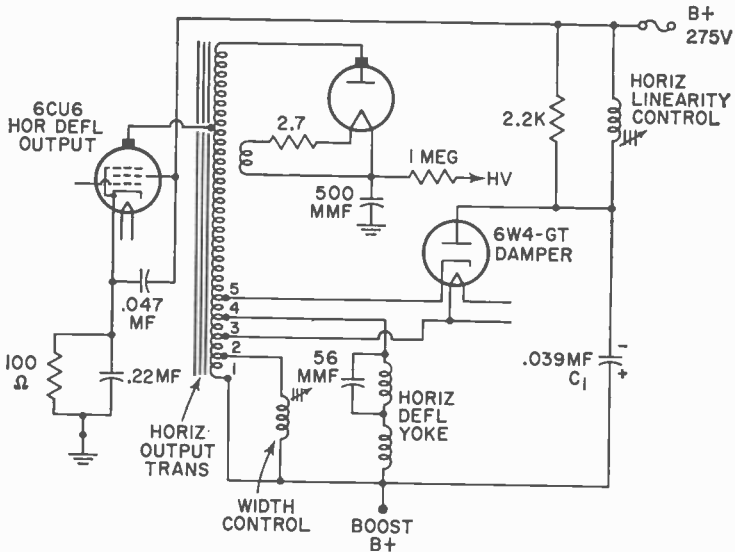 B+
275V
HORIZ
LINEARITY
CONTROL
6CU6
HOR DEFL
OUTPUT
2.7
2.2K
1 MEG
HV
500
MMF
6W4-GT
DAMPER
.047
MF
5
4
3
2
1
100
Ω
.22MF
56
MMF
.039MF
C1
-
+
HORIZ
DEFL
YOKE
HORIZ
OUTPUT
TRANS
WIDTH
CONTROL
BOOST
B+